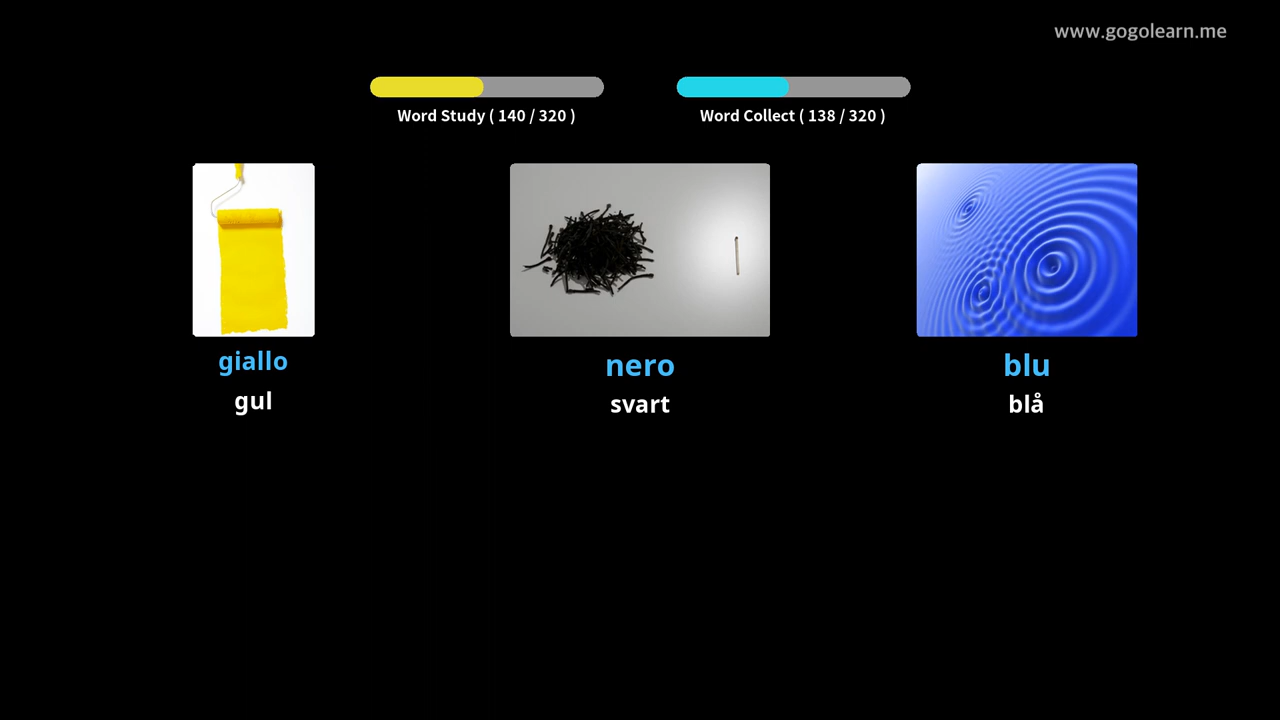 www.gogolearn.me
Word Study ( 140 / 320 )
Word Collect ( 138 / 320 )
giallo
nero
blu
gul
svart
blå